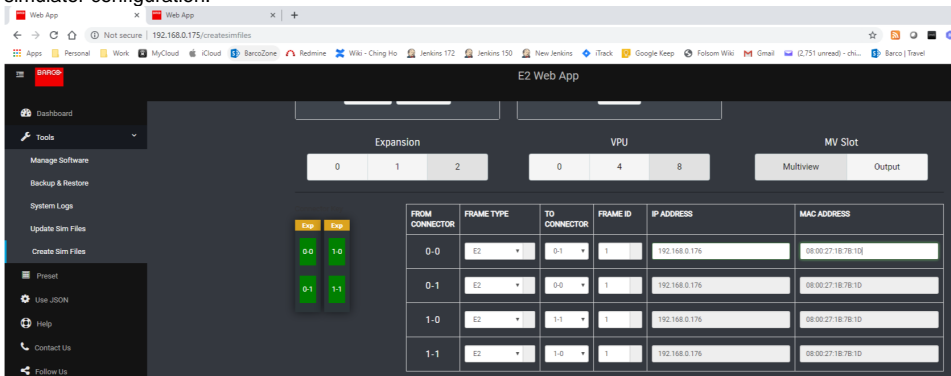 simulator configuration.
Web App × Web App × +
Not secure | 192.168.0.175/createsimfiles
Apps Personal Work MyCloud iCloud BarcoZone Redmine Wiki - Ching Ho Jenkins 172 Jenkins 150 New Jenkins iTrack Google Keep Folsom Wiki Gmail (2,751 unread) - chi... Barco | Travel
BARCO E2 Web App
Dashboard
Tools
Manage Software
Backup & Restore
System Logs
Update Sim Files
Create Sim Files
Preset
Use JSON
Help
Contact Us
Follow Us
Expansion VPU MV Slot
0 1 2 0 4 8 Multiview Output
Exp Exp
0-0 1-0
0-1 1-1
FROM CONNECTOR FRAME TYPE TO CONNECTOR FRAME ID IP ADDRESS MAC ADDRESS
0-0 E2 0-1 1 192.168.0.176 08:00:27:1B:7B:1D
0-1 E2 0-0 1 192.168.0.176 08:00:27:1B:7B:1D
1-0 E2 1-1 1 192.168.0.176 08:00:27:1B:7B:1D
1-1 E2 1-0 1 192.168.0.176 08:00:27:1B:7B:1D